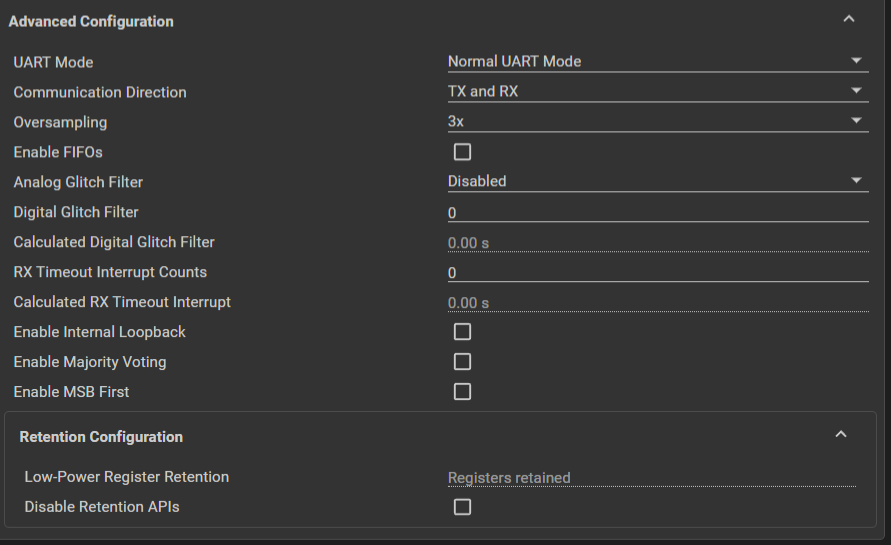 Advanced Configuration
UART Mode Normal UART Mode
Communication Direction TX and RX
Oversampling 3x
Enable FIFOs
Analog Glitch Filter Disabled
Digital Glitch Filter 0
Calculated Digital Glitch Filter 0.00 s
RX Timeout Interrupt Counts 0
Calculated RX Timeout Interrupt 0.00 s
Enable Internal Loopback
Enable Majority Voting
Enable MSB First
Retention Configuration
Low-Power Register Retention Registers retained
Disable Retention APIs